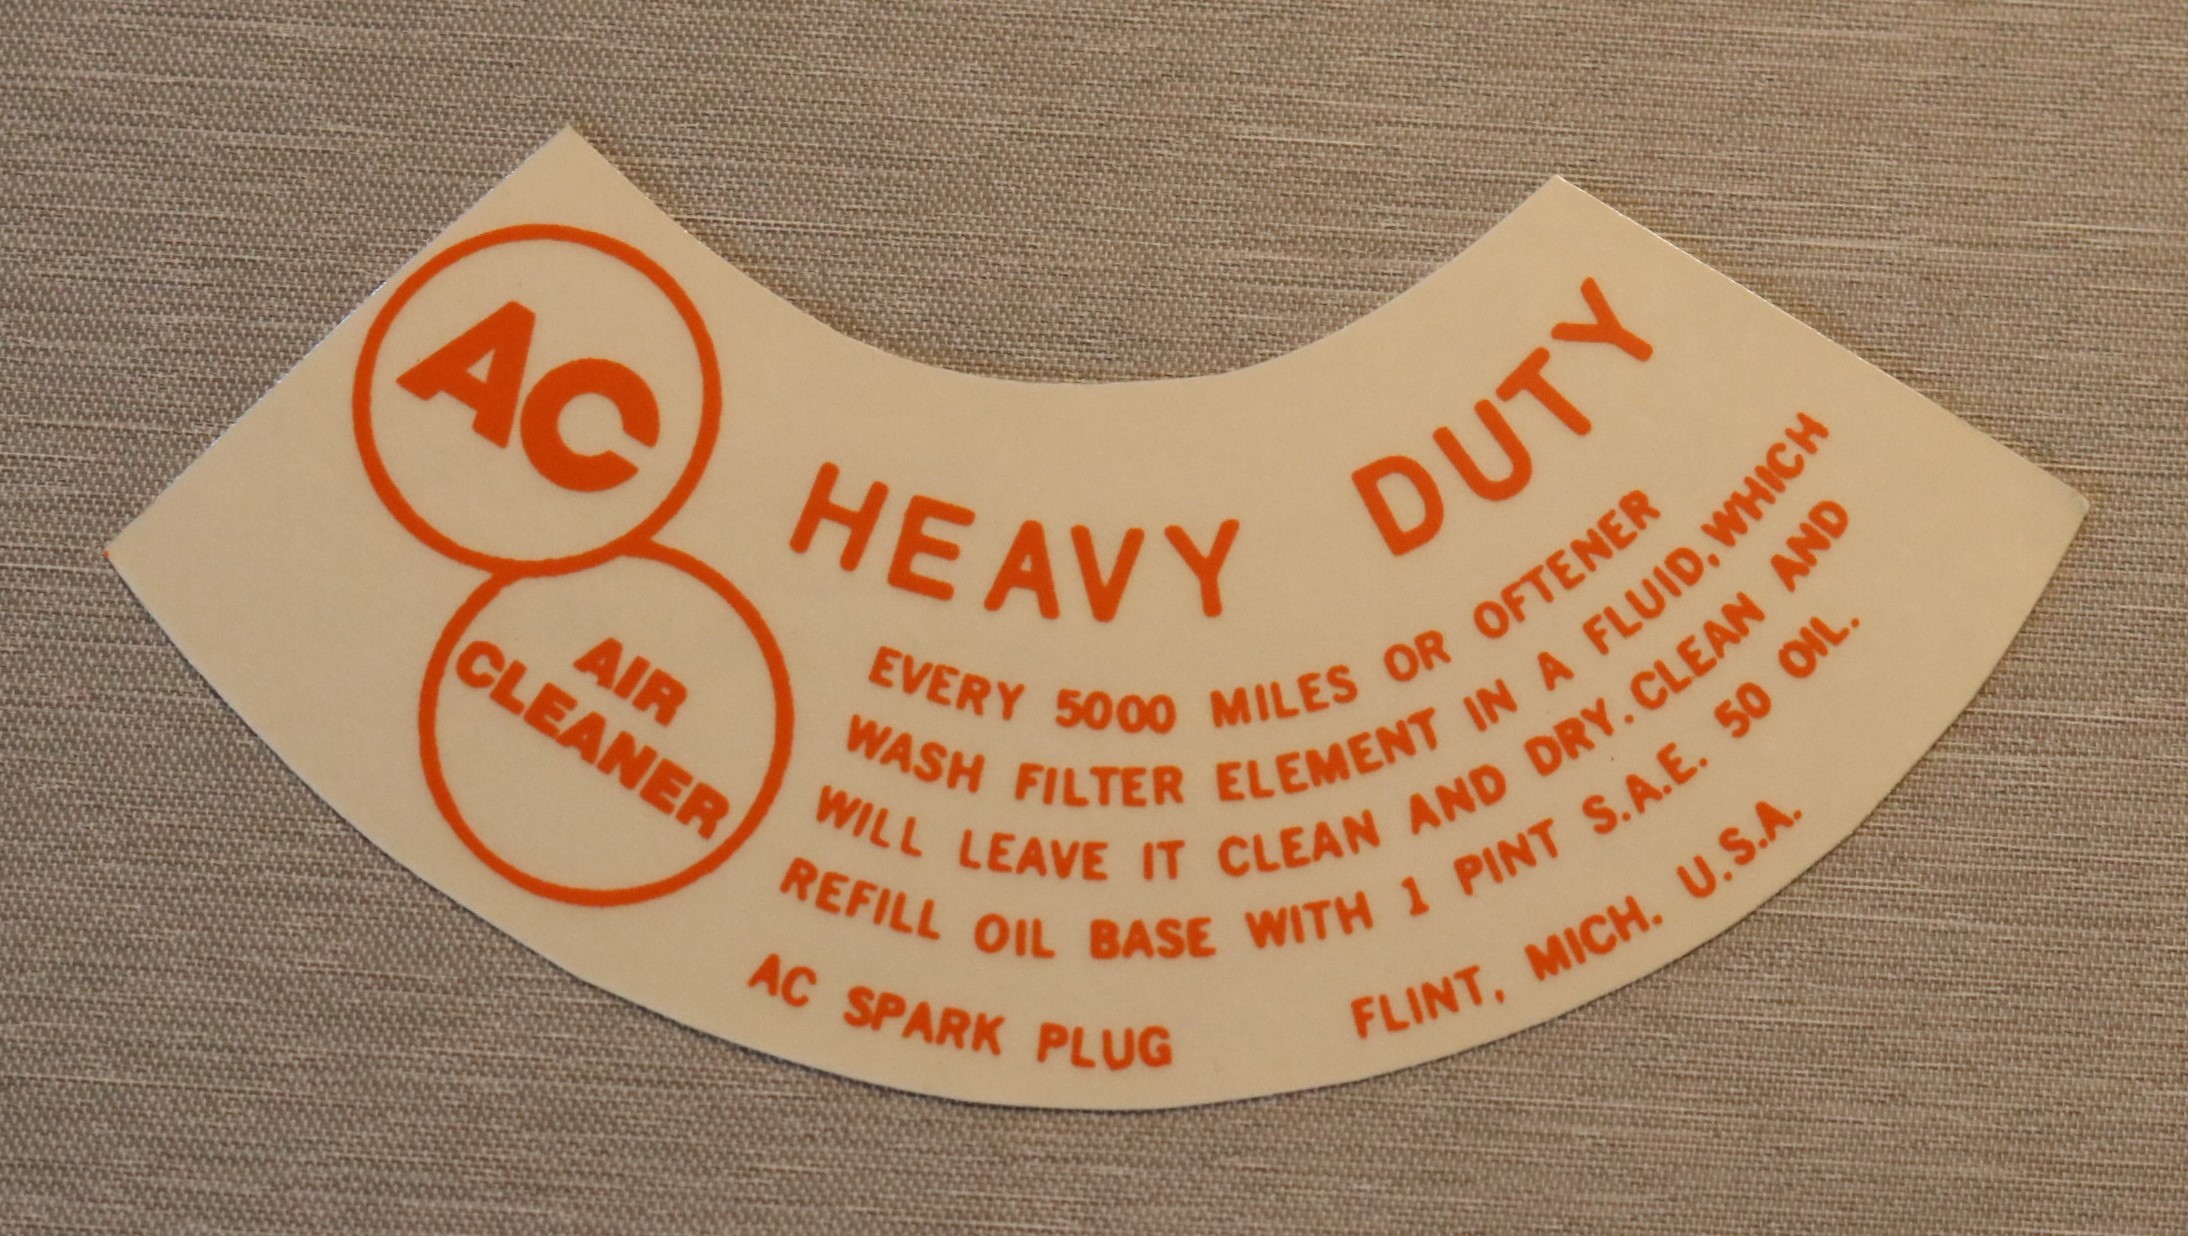 AC
AIR
CLEANER
HEAVY DUTY
EVERY 5000 MILES OR OFTENER
WASH FILTER ELEMENT IN A FLUID, WHICH
WILL LEAVE IT CLEAN AND DRY. CLEAN AND
REFILL OIL BASE WITH 1 PINT S.A.E. 50 OIL.
AC SPARK PLUG FLINT, MICH. U.S.A.